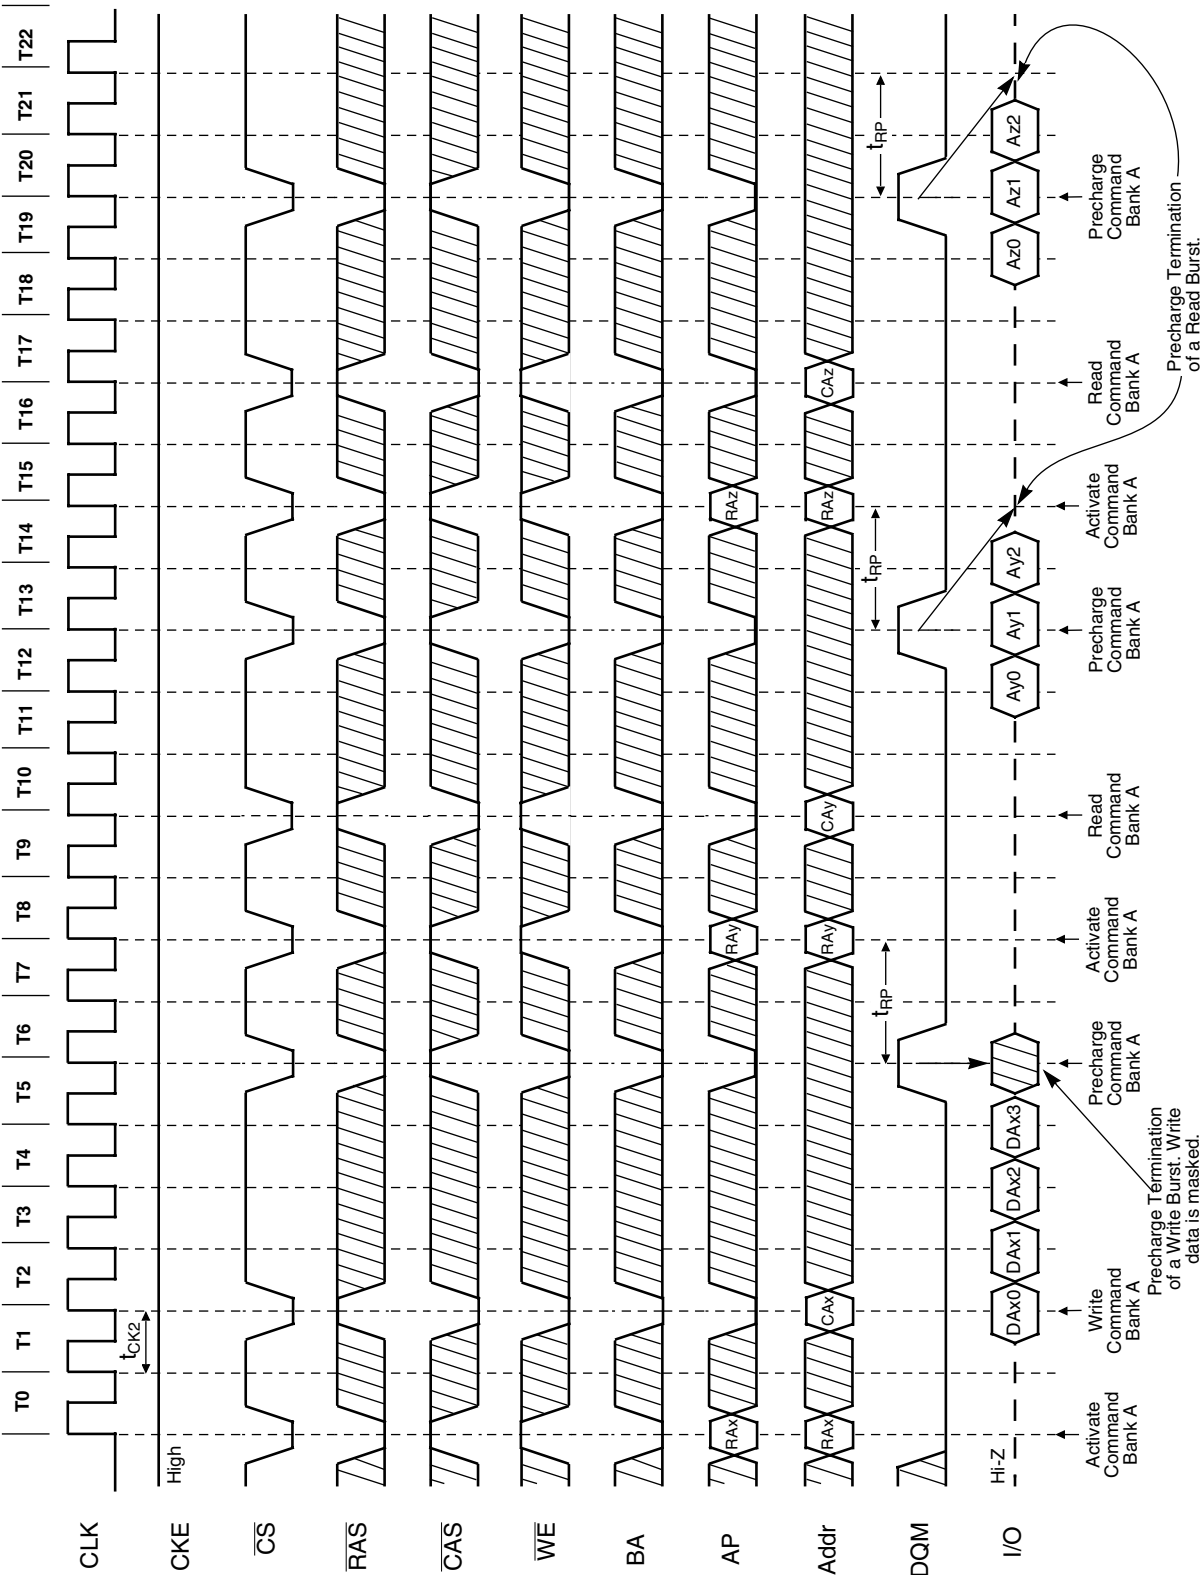 T0 T1 T2 T3 T4 T5 T6 T7 T8 T9 T10 T11 T12 T13 T14 T15 T16 T17 T18 T19 T20 T21 T22
CLK
tCK2
CKE
High
CS
RAS
CAS
WE
BA
AP
RAx
RAy
RAz
Addr
RAx
CAx
RAy
CAy
RAz
CAz
DQM
tRP
tRP
tRP
I/O
Hi-Z
DAx0
DAx1
DAx2
DAx3
Ay0
Ay1
Ay2
Az0
Az1
Az2
Activate
Command
Bank A
Write
Command
Bank A
Precharge
Command
Bank A
Activate
Command
Bank A
Read
Command
Bank A
Precharge
Command
Bank A
Activate
Command
Bank A
Read
Command
Bank A
Precharge
Command
Bank A
Precharge Termination
of a Write Burst. Write
data is masked.
Precharge Termination
of a Read Burst.